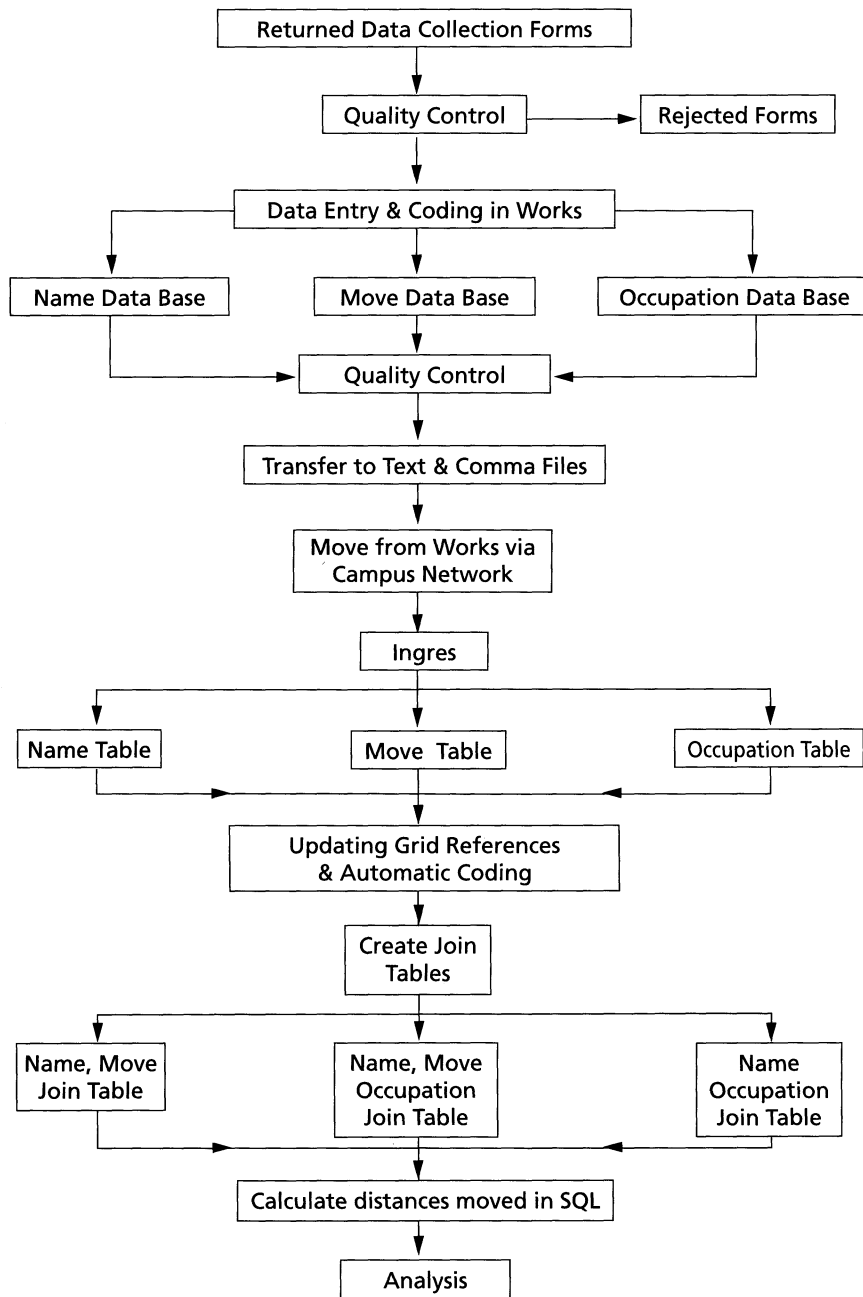 Returned Data Collection Forms
Quality Control
Rejected Forms
Data Entry & Coding in Works
Name Data Base
Move Data Base
Occupation Data Base
Quality Control
Transfer to Text & Comma Files
Move from Works via
Campus Network
Ingres
Name Table
Move Table
Occupation Table
Updating Grid References
& Automatic Coding
Create Join
Tables
Name, Move
Join Table
Name, Move
Occupation
Join Table
Name
Occupation
Join Table
Calculate distances moved in SQL
Analysis